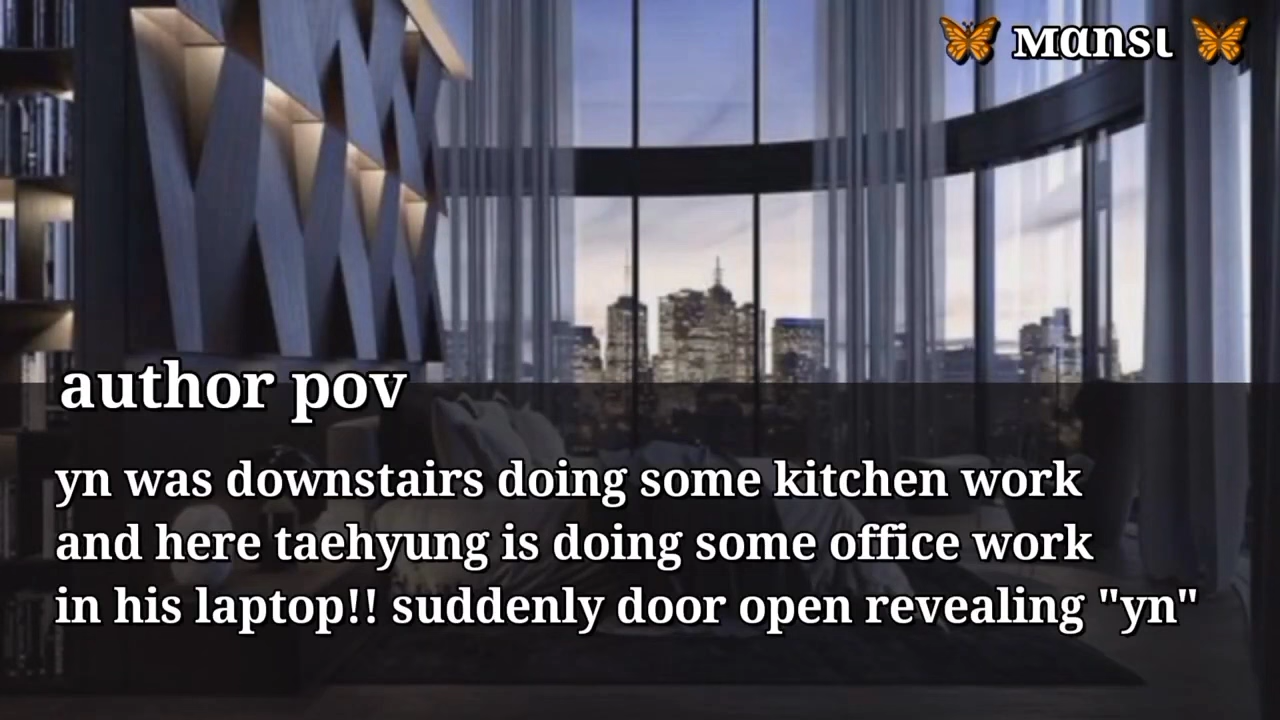 🦋 мαnsι 🦋
author pov
yn was downstairs doing some kitchen work
and here taehyung is doing some office work
in his laptop!! suddenly door open revealing "yn"